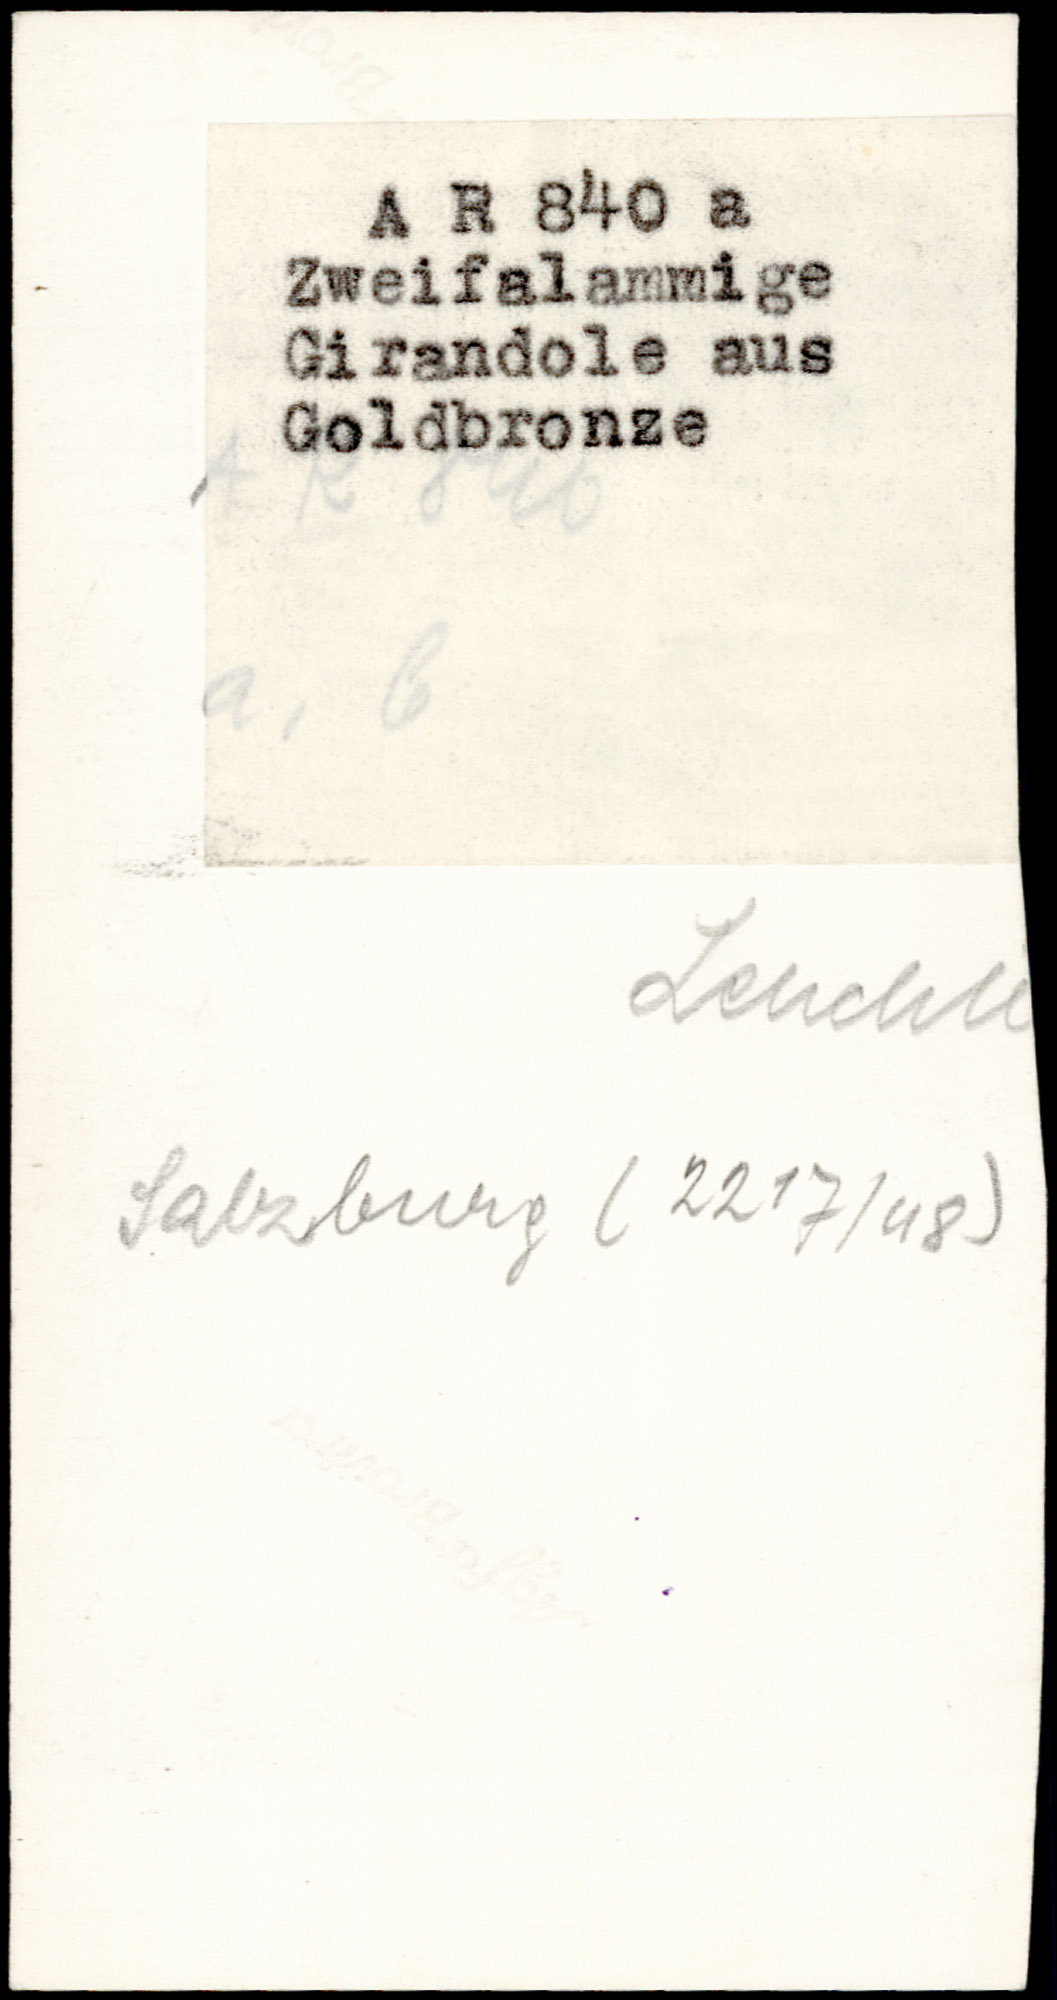 A R 840 a
Zweifalammige
Girandole aus
Goldbronze
A R 840
a, b
Salzburg (2217/48)